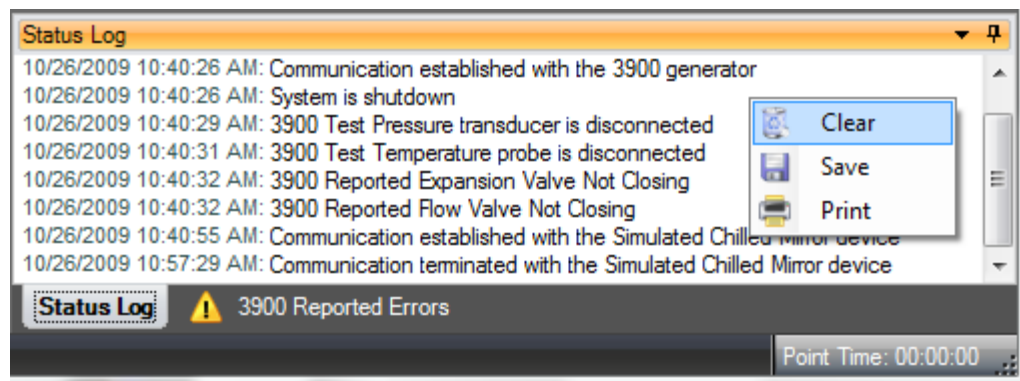 Status Log
10/26/2009 10:40:26 AM: Communication established with the 3900 generator
10/26/2009 10:40:26 AM: System is shutdown
10/26/2009 10:40:29 AM: 3900 Test Pressure transducer is disconnected
10/26/2009 10:40:31 AM: 3900 Test Temperature probe is disconnected
10/26/2009 10:40:32 AM: 3900 Reported Expansion Valve Not Closing
10/26/2009 10:40:32 AM: 3900 Reported Flow Valve Not Closing
10/26/2009 10:40:55 AM: Communication established with the Simulated Chilled Mirror device
10/26/2009 10:57:29 AM: Communication terminated with the Simulated Chilled Mirror device
Clear
Save
Print
Status Log
3900 Reported Errors
Point Time: 00:00:00